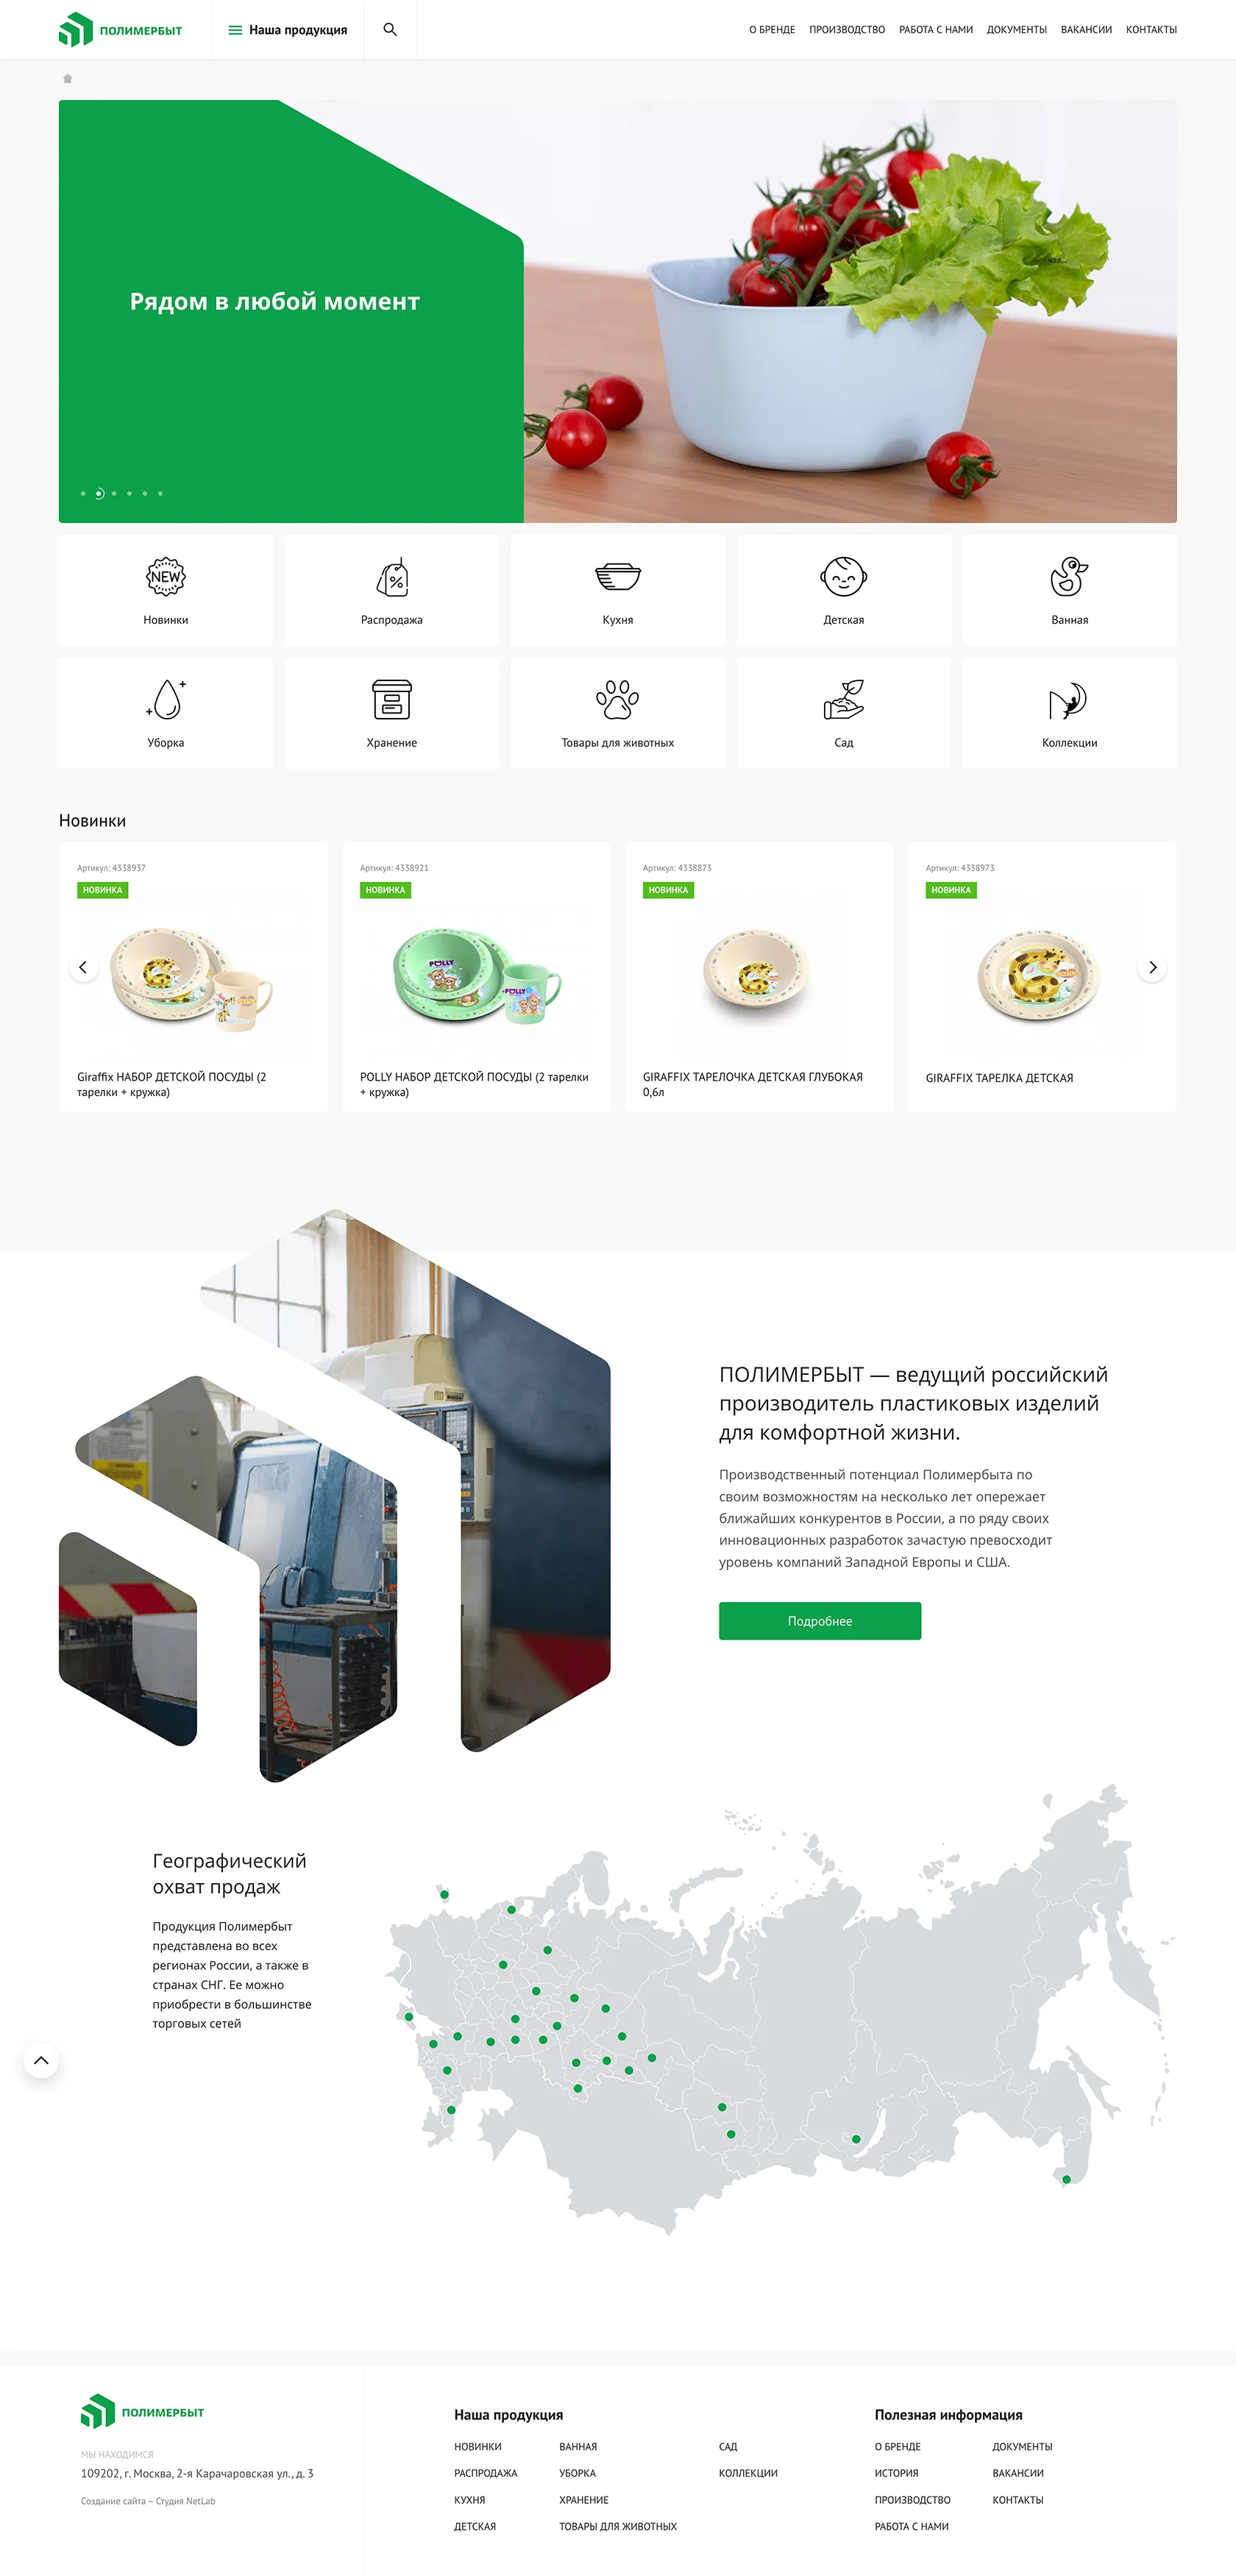 ПОЛИМЕРБЫТ
Наша продукция
О БРЕНДЕ ПРОИЗВОДСТВО РАБОТА С НАМИ ДОКУМЕНТЫ ВАКАНСИИ КОНТАКТЫ
Рядом в любой момент
NEW
%
Новинки
Распродажа
Кухня
Детская
Ванная
Уборка
Хранение
Товары для животных
Сад
Коллекции
Новинки
Артикул: 4338937
НОВИНКА
Giraffix НАБОР ДЕТСКОЙ ПОСУДЫ (2
тарелки + кружка)
Артикул: 4338921
НОВИНКА
POLLY
POLLY
POLLY НАБОР ДЕТСКОЙ ПОСУДЫ (2 тарелки
+ кружка)
Артикул: 4338873
НОВИНКА
GIRAFFIX ТАРЕЛОЧКА ДЕТСКАЯ ГЛУБОКАЯ
0,6л
Артикул: 4338973
НОВИНКА
GIRAFFIX ТАРЕЛКА ДЕТСКАЯ
ПОЛИМЕРБЫТ — ведущий российский
производитель пластиковых изделий
для комфортной жизни.
Производственный потенциал Полимербыта по
своим возможностям на несколько лет опережает
ближайших конкурентов в России, а по ряду своих
инновационных разработок зачастую превосходит
уровень компаний Западной Европы и США.
Подробнее
Географический
охват продаж
Продукция Полимербыт
представлена во всех
регионах России, а также в
странах СНГ. Ее можно
приобрести в большинстве
торговых сетей
ПОЛИМЕРБЫТ
МЫ НАХОДИМСЯ
109202, г. Москва, 2-я Карачаровская ул., д. 3
Создание сайта – Студия NetLab
Наша продукция
НОВИНКИ
РАСПРОДАЖА
КУХНЯ
ДЕТСКАЯ
ВАННАЯ
УБОРКА
ХРАНЕНИЕ
ТОВАРЫ ДЛЯ ЖИВОТНЫХ
САД
КОЛЛЕКЦИИ
Полезная информация
О БРЕНДЕ
ИСТОРИЯ
ПРОИЗВОДСТВО
РАБОТА С НАМИ
ДОКУМЕНТЫ
ВАКАНСИИ
КОНТАКТЫ